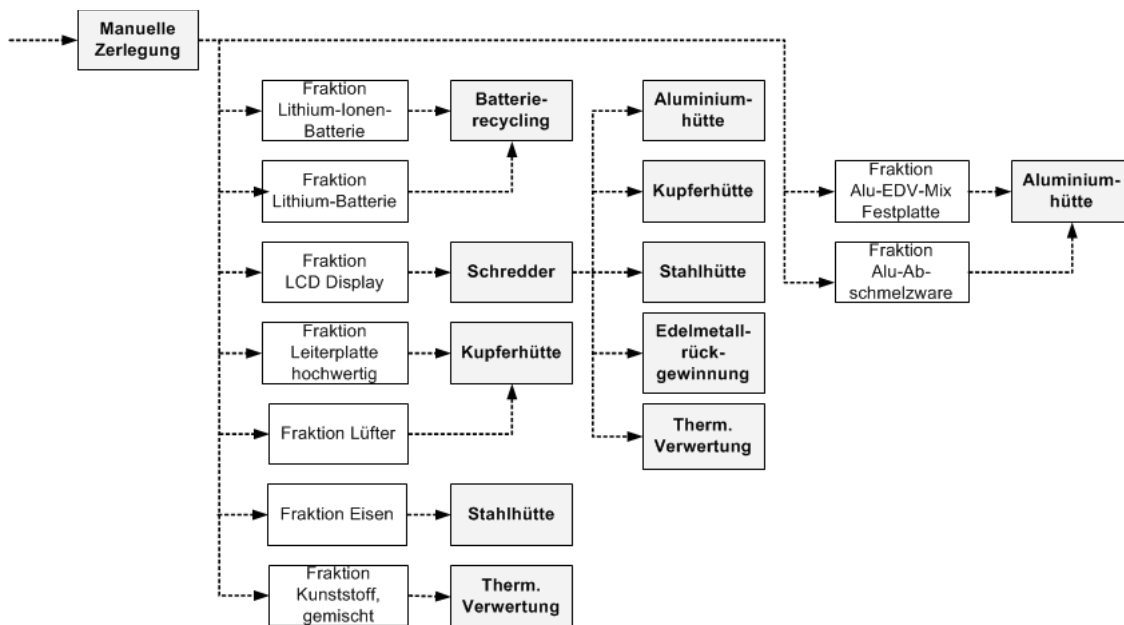 Manuelle
Zerlegung
Fraktion
Lithium-Ionen-
Batterie
Batterie-
recycling
Aluminium-
hütte
Fraktion
Lithium-Batterie
Kupferhütte
Fraktion
Alu-EDV-Mix
Festplatte
Aluminium-
hütte
Fraktion
LCD Display
Schredder
Stahlhütte
Fraktion
Alu-Ab-
schmelzware
Fraktion
Leiterplatte
hochwertig
Kupferhütte
Edelmetall-
rück-
gewinnung
Fraktion Lüfter
Therm.
Verwertung
Fraktion Eisen
Stahlhütte
Fraktion
Kunststoff,
gemischt
Therm.
Verwertung